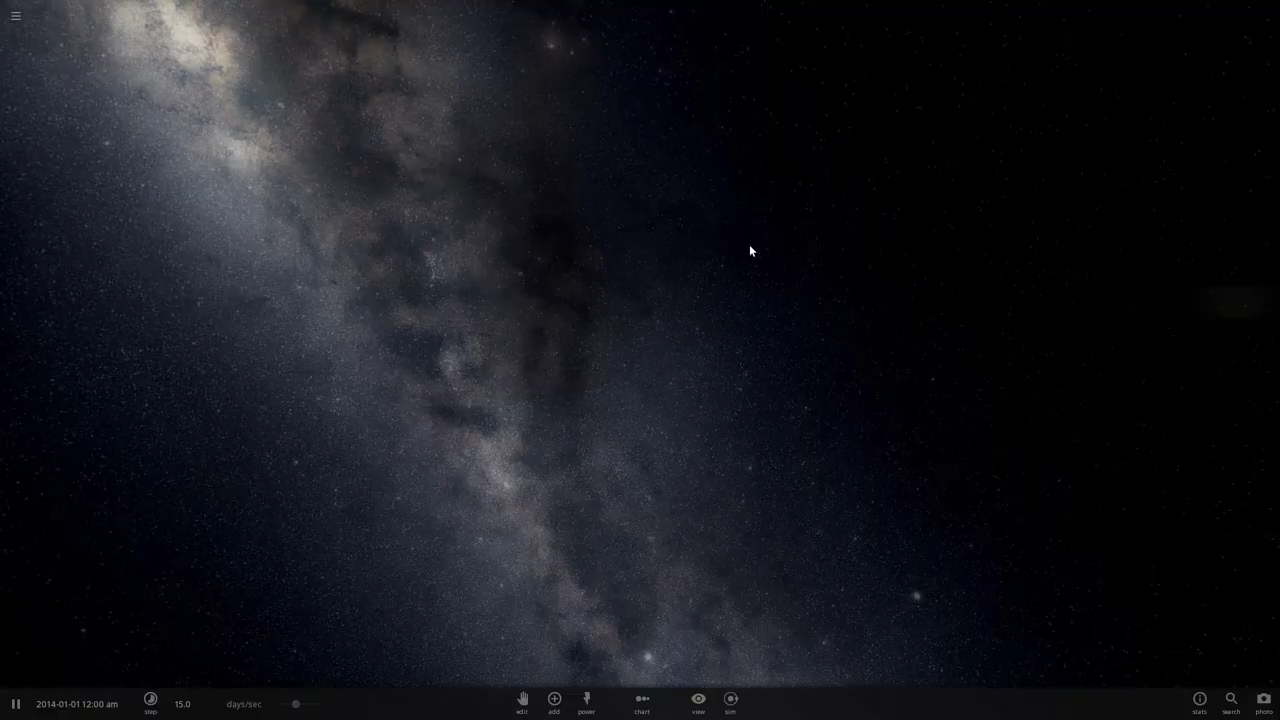 2014-01-01 12:00 am
step
15.0 days/sec
edit
add
power
chart
view
sim
stats
search
photo